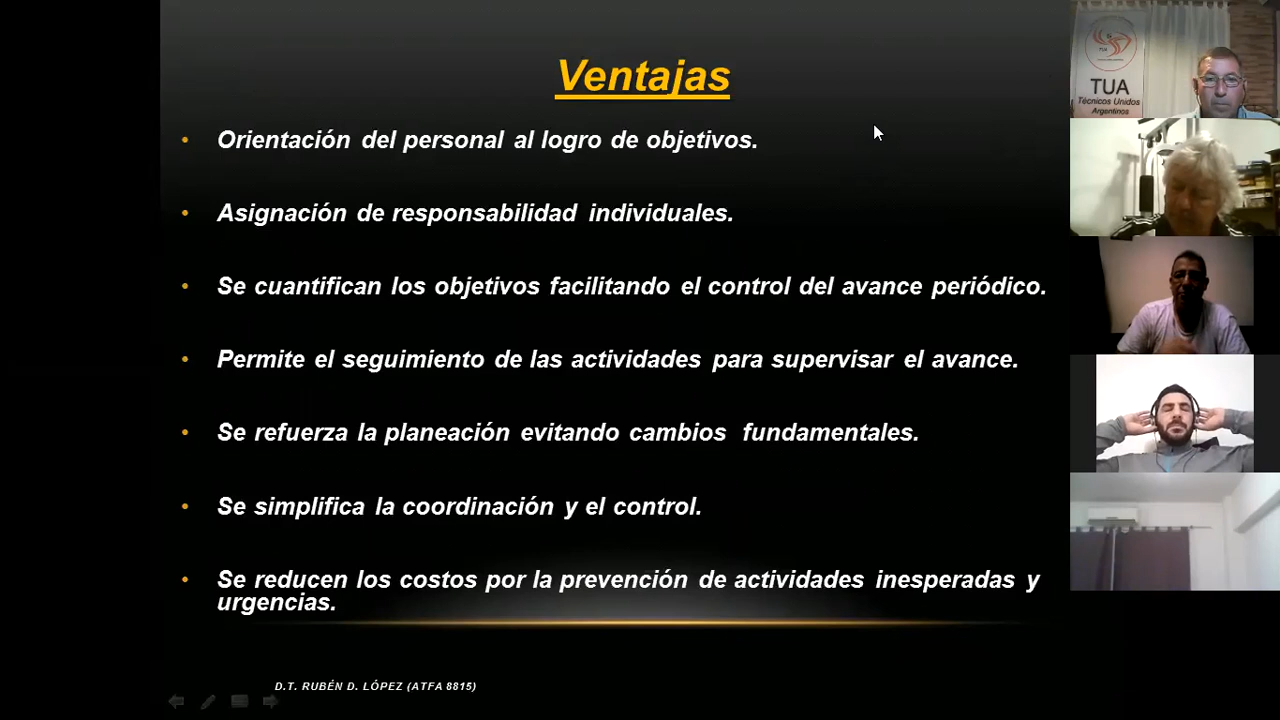 Ventajas
Orientación del personal al logro de objetivos.
Asignación de responsabilidad individuales.
Se cuantifican los objetivos facilitando el control del avance periódico.
Permite el seguimiento de las actividades para supervisar el avance.
Se refuerza la planeación evitando cambios fundamentales.
Se simplifica la coordinación y el control.
Se reducen los costos por la prevención de actividades inesperadas y
urgencias.
D.T. RUBÉN D. LÓPEZ (ATFA 8815)
TUA
TUA
Técnicos Unidos
Argentinos